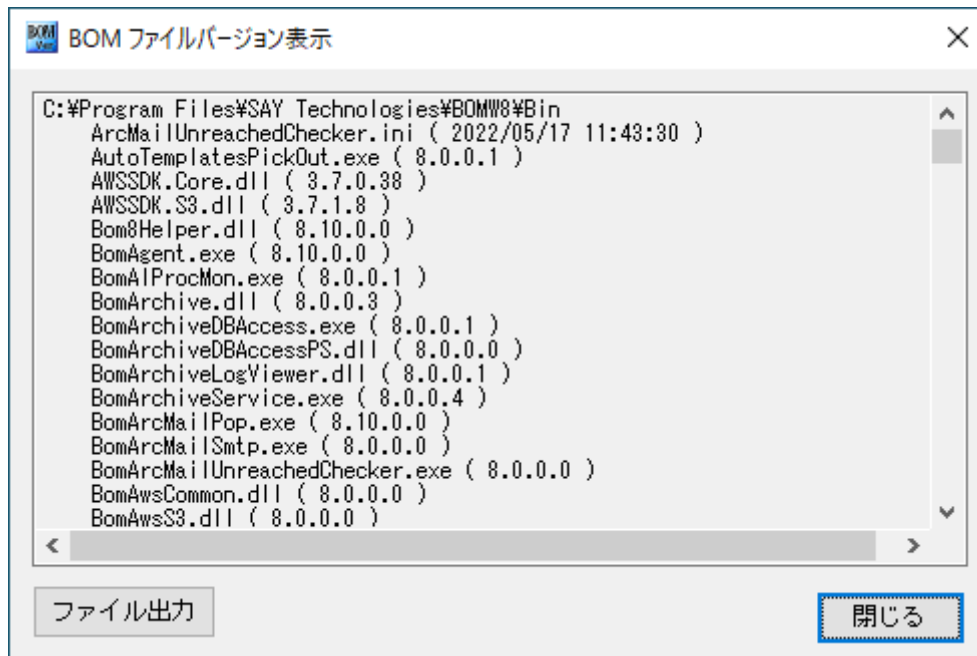 BOM ファイルバージョン表示
C:¥Program Files¥SAY Technologies¥BOMW8¥Bin
ArcMailUnreachedChecker.ini ( 2022/05/17 11:43:30 )
AutoTemplatesPickOut.exe ( 8.0.0.1 )
AWSSDK.Core.dll ( 3.7.0.38 )
AWSSDK.S3.dll ( 3.7.1.8 )
Bom8Helper.dll ( 8.10.0.0 )
BomAgent.exe ( 8.10.0.0 )
BomAlProcMon.exe ( 8.0.0.1 )
BomArchive.dll ( 8.0.0.3 )
BomArchiveDBAccess.exe ( 8.0.0.1 )
BomArchiveDBAccessPS.dll ( 8.0.0.0 )
BomArchiveLogViewer.dll ( 8.0.0.1 )
BomArchiveService.exe ( 8.0.0.4 )
BomArcMailPop.exe ( 8.10.0.0 )
BomArcMailSmtp.exe ( 8.0.0.0 )
BomArcMailUnreachedChecker.exe ( 8.0.0.0 )
BomAwsCommon.dll ( 8.0.0.0 )
BomAwsS3.dll ( 8.0.0.0 )
ファイル出力
閉じる